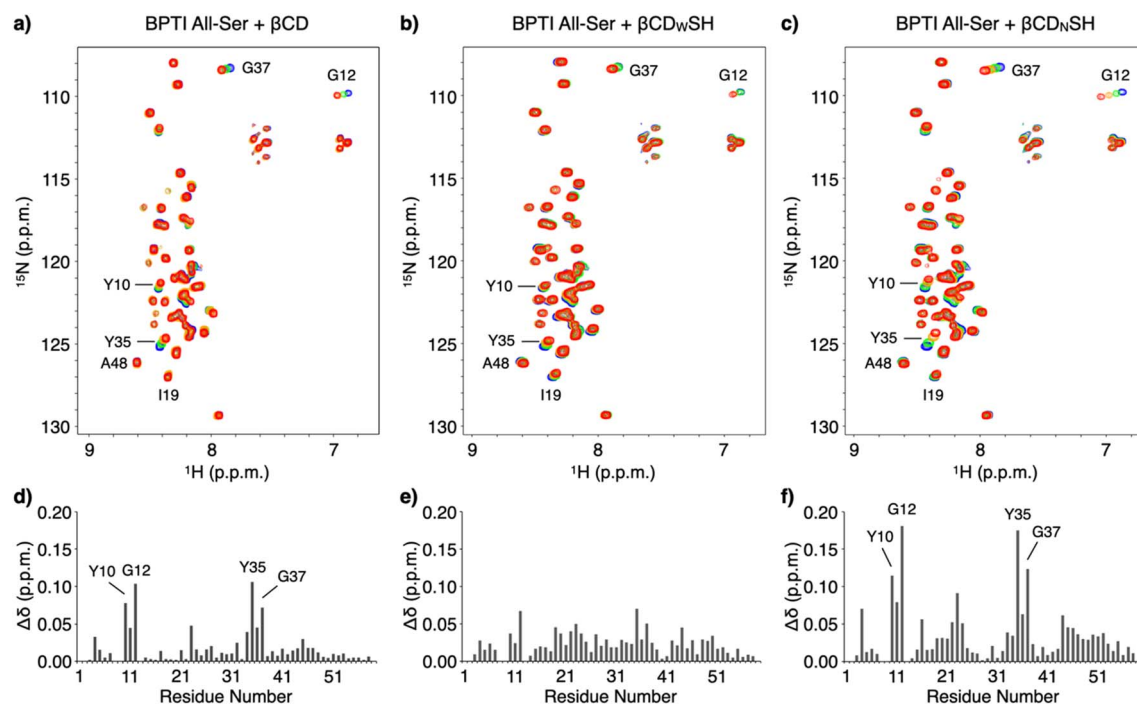 a) BPTI All-Ser + βCD
b) BPTI All-Ser + βCDWSH
c) BPTI All-Ser + βCDNSH
110
115
120
125
130
15N (p.p.m.)
G37
G12
Y10
Y35
A48
I19
9 8 7
1H (p.p.m.)
110
115
120
125
130
15N (p.p.m.)
G37
G12
Y10
Y35
A48
I19
9 8 7
1H (p.p.m.)
110
115
120
125
130
15N (p.p.m.)
G37
G12
Y10
Y35
A48
I19
9 8 7
1H (p.p.m.)
d)
0.20
0.15
0.10
0.05
0.00
Δδ (p.p.m.)
Y10 G12
Y35
G37
1 11 21 31 41 51
Residue Number
e)
0.20
0.15
0.10
0.05
0.00
Δδ (p.p.m.)
1 11 21 31 41 51
Residue Number
f)
0.20
0.15
0.10
0.05
0.00
Δδ (p.p.m.)
G12
Y10
Y35
G37
1 11 21 31 41 51
Residue Number